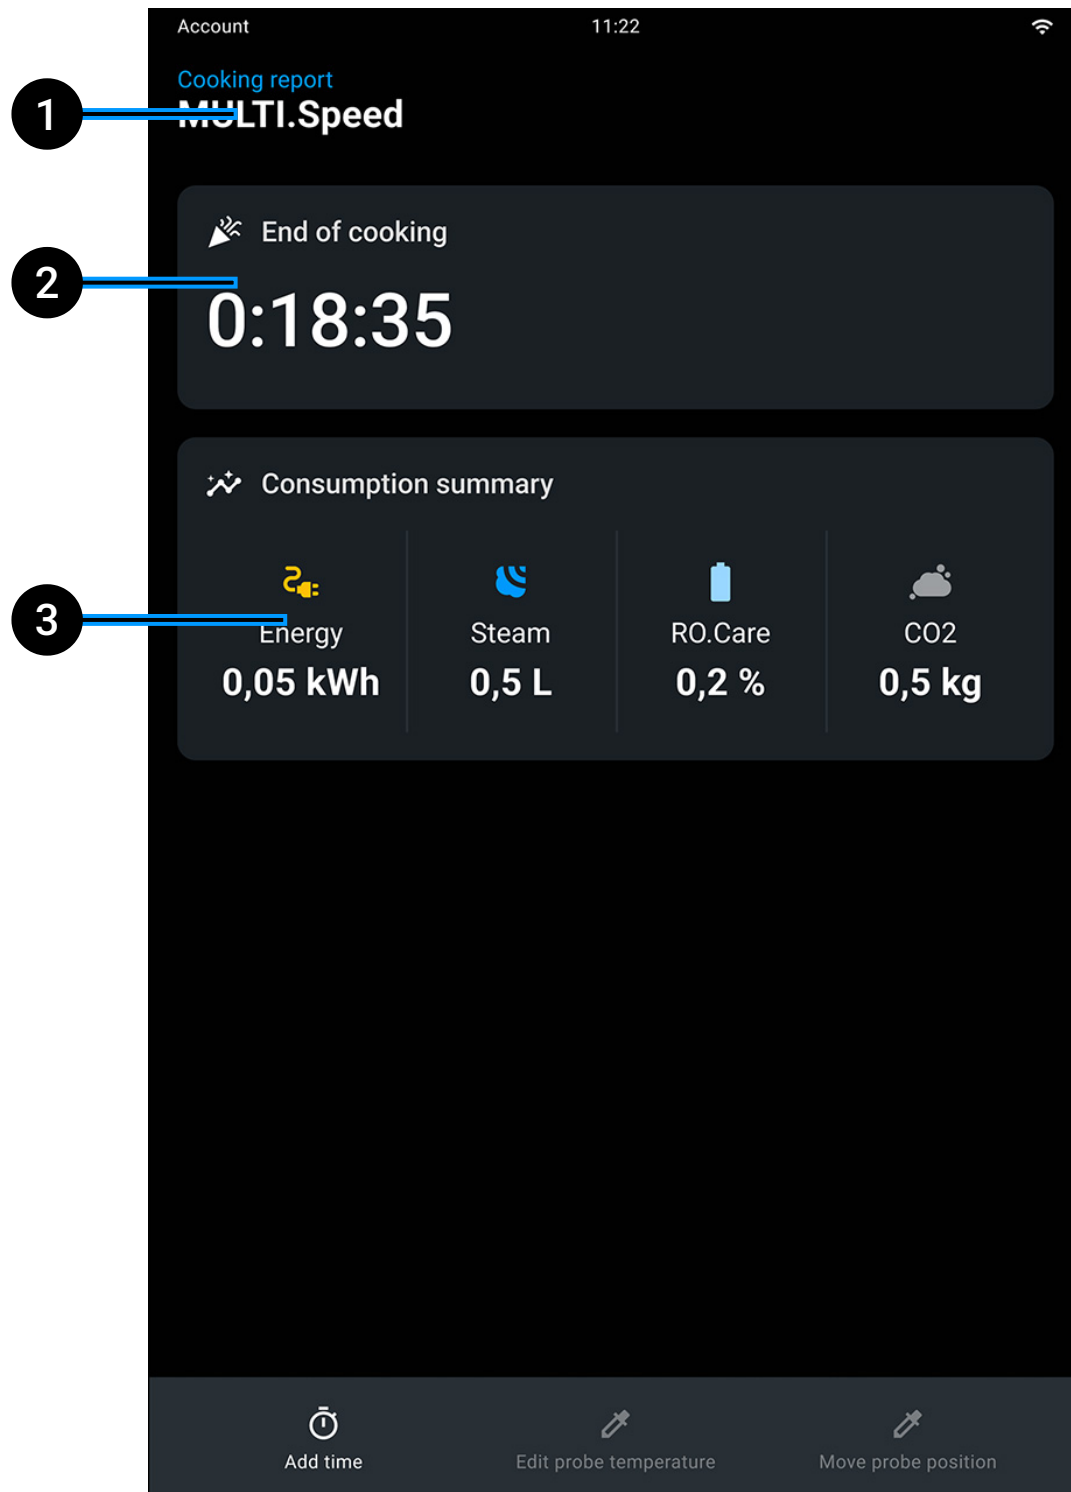 Account 11:22
Cooking report
1 MULTI.Speed
End of cooking
2
0:18:35
Consumption summary
3
Energy Steam RO.Care CO2
0,05 kWh 0,5 L 0,2 % 0,5 kg
Add time Edit probe temperature Move probe position